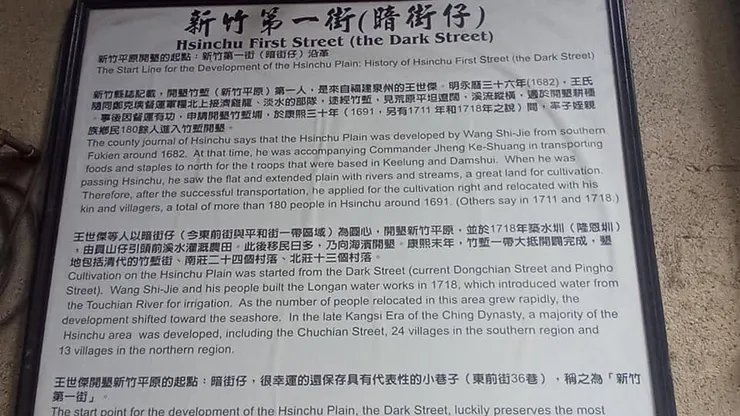 新竹第一街(暗街仔)
Hsinchu First Street (the Dark Street)
新竹平原開墾的起點：新竹第一街（暗街仔）沿革
The Start Line for the Development of the Hsinchu Plain: History of Hsinchu First Street (the Dark Street)
新竹縣誌記載，開墾竹塹（新竹平原）第一人，是來自福建泉州的王世傑。明永曆三十六年(1682)，王氏
隨同鄭克塽督運軍糧北上接濟雞籠、淡水的部隊，途經竹塹，見荒原平坦遼闊，溪流縱橫，適於開墾耕種
。事後因督運有功，申請開墾竹塹埔，於康熙三十年（1691，另有1711年和1718年之說）間，率子姪親
族鄉民180餘人進入竹塹開墾。
The county journal of Hsinchu says that the Hsinchu Plain was developed by Wang Shi-Jie from southern
Fukien around 1682. At that time, he was accompanying Commander Jheng Ke-Shuang in transporting
foods and staples to north for the t roops that were based in Keelung and Damshui. When he was
passing Hsinchu, he saw the flat and extended plain with rivers and streams, a great land for cultivation.
Therefore, after the successful transportation, he applied for the cultivation right and relocated with his
kin and villagers, a total of more than 180 people in Hsinchu around 1691. (Others say in 1711 and 1718.)
王世傑等人以暗街仔（今東前街與平和街一帶區域）為圓心，開墾新竹平原，並於1718年築水圳（隆恩圳）
，由員山仔引頭前溪水灌溉農田。此後移民日多，乃向海濱開墾。康熙末年，竹塹一帶大抵開闢完成，墾
地包括清代的竹塹街、南莊二十四個村落、北莊十三個村落。
Cultivation on the Hsinchu Plain was started from the Dark Street (current Dongchian Street and Pingho
Street). Wang Shi-Jie and his people built the Longan water works in 1718, which introduced water from
the Touchian River for irrigation. As the number of people relocated in this area grew rapidly, the
development shifted toward the seashore. In the late Kangsi Era of the Ching Dynasty, a majority of the
Hsinchu area was developed, including the Chuchian Street, 24 villages in the southern region and
13 villages in the northern region.
王世傑開墾新竹平原的起點：暗街仔，很幸運的還保存具有代表性的小巷子（東前街36巷），稱之為「新竹
第一街」。
The start point for the development of the Hsinchu Plain, the Dark Street, luckily preserves the most